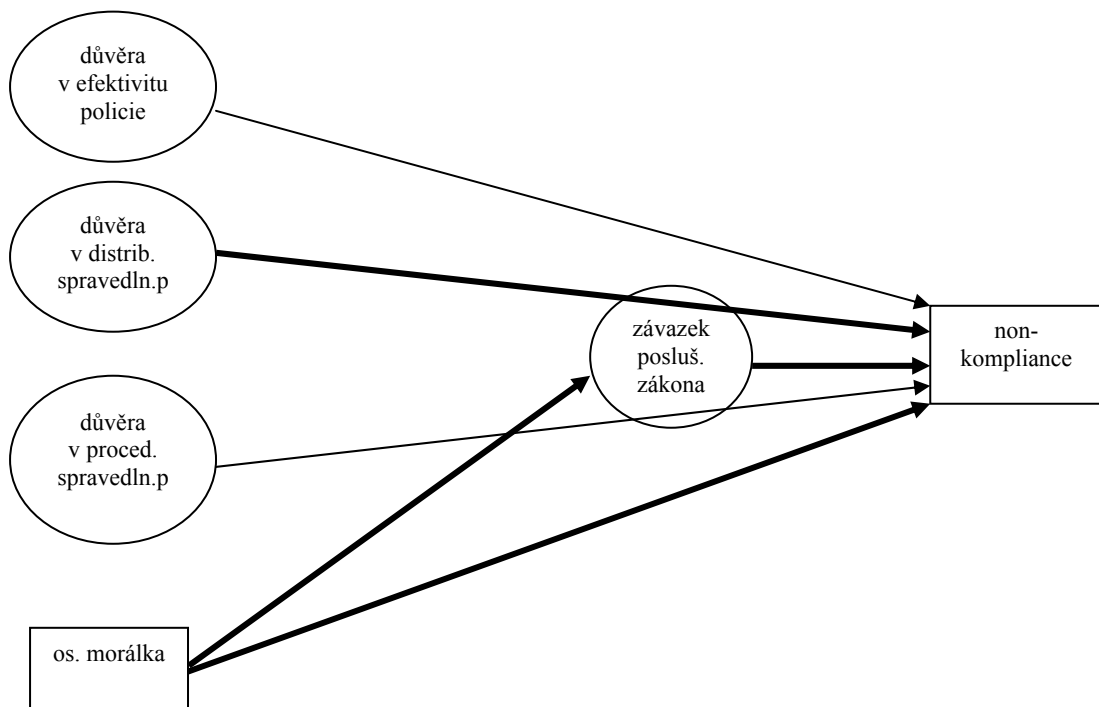 důvěra
v efektivitu
policie
důvěra
v distrib.
spravedln.p
závazek
posluš.
zákona
non-
kompliance
důvěra
v proced.
spravedln.p
os. morálka